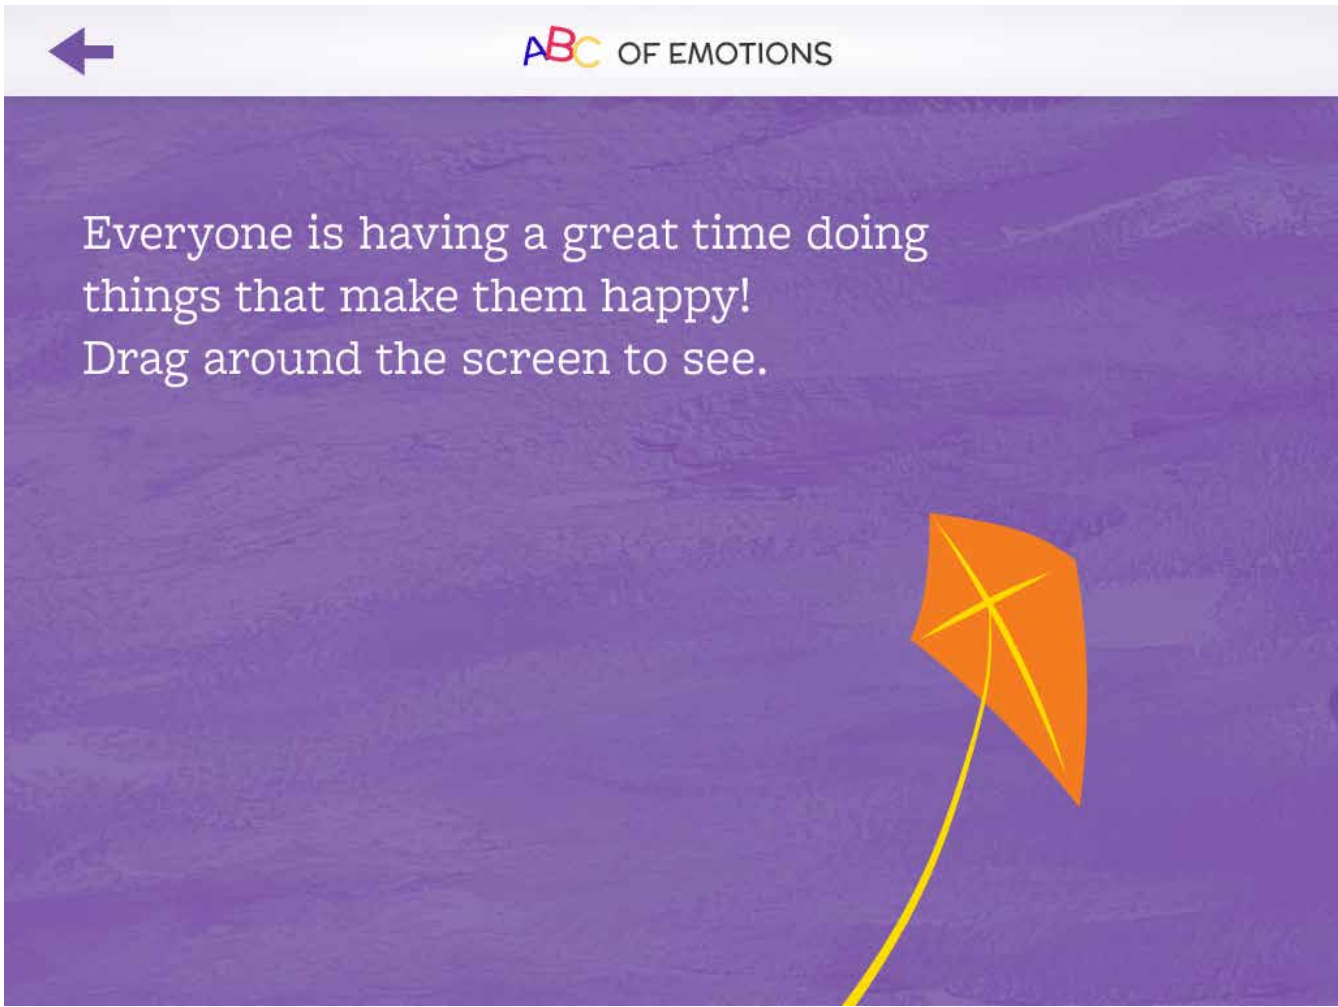 ABC OF EMOTIONS
Everyone is having a great time doing
things that make them happy!
Drag around the screen to see.